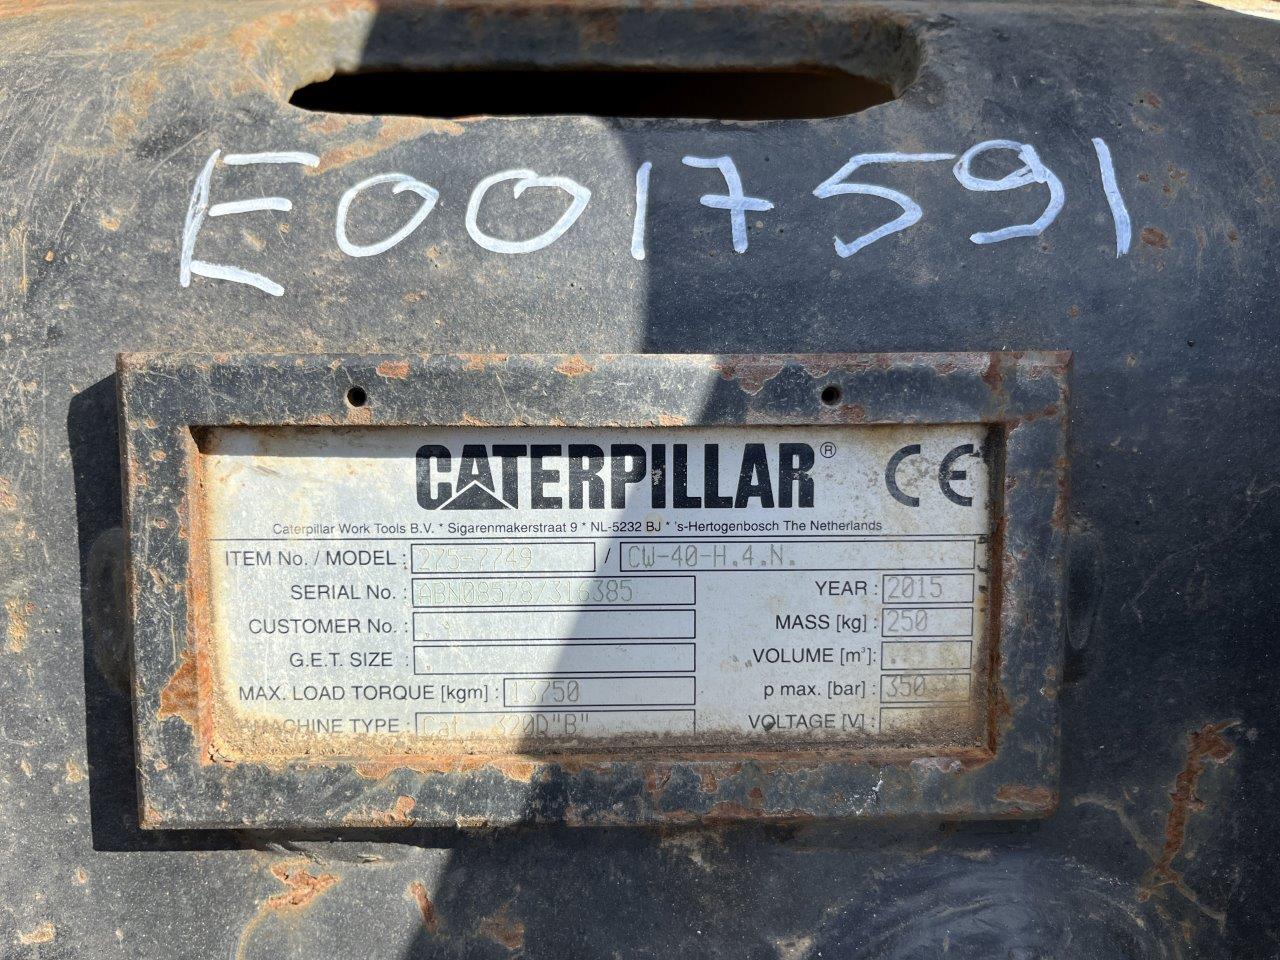 E0017591
CATERPILLAR® CE
Caterpillar Work Tools B.V. * Sigarenmakerstraat 9 * NL-5232 BJ * 's-Hertogenbosch The Netherlands
ITEM No. / MODEL : 275-7749 / CW-40-H.4.N.
SERIAL No. : ABN08578/316385 YEAR : 2015
CUSTOMER No. : MASS [kg] : 250
G.E.T. SIZE : VOLUME [m³]: .
MAX. LOAD TORQUE [kgm] : 13750 p max. [bar] : 350
MACHINE TYPE : Cat. 320D"B" VOLTAGE [V] :